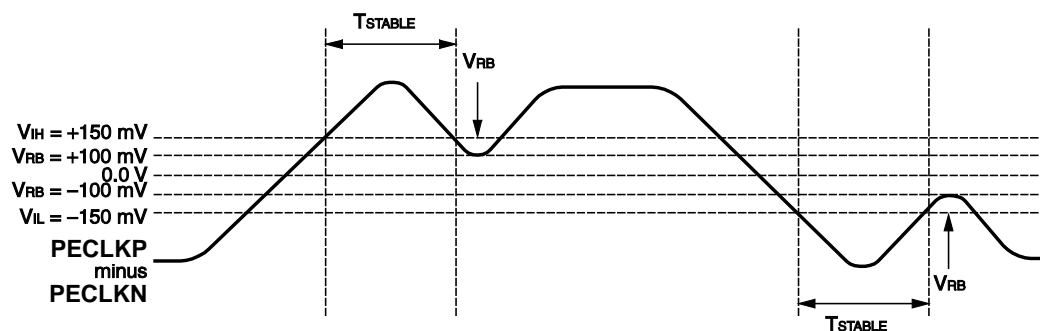 TSTABLE
VRB
VIH = +150 mV
VRB = +100 mV
0.0 V
VRB = −100 mV
VIL = −150 mV
PECLKP
minus
PECLKN
VRB
TSTABLE